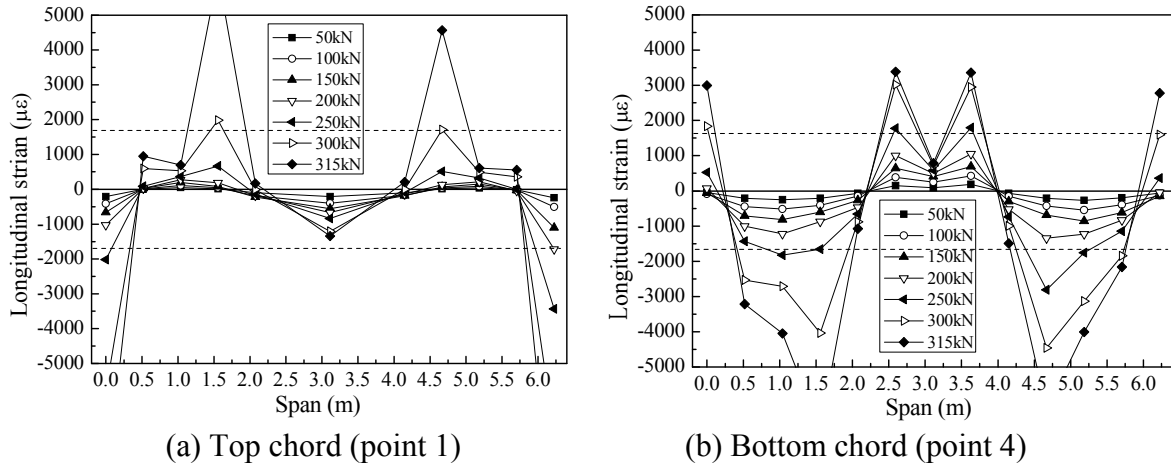 5000
4000
3000
2000
1000
0
-1000
-2000
-3000
-4000
-5000
Longitudinal strian (με)
50kN
100kN
150kN
200kN
250kN
300kN
315kN
0.0 0.5 1.0 1.5 2.0 2.5 3.0 3.5 4.0 4.5 5.0 5.5 6.0
Span (m)
(a) Top chord (point 1)
5000
4000
3000
2000
1000
0
-1000
-2000
-3000
-4000
-5000
Longitudinal strain (με)
50kN
100kN
150kN
200kN
250kN
300kN
315kN
0.0 0.5 1.0 1.5 2.0 2.5 3.0 3.5 4.0 4.5 5.0 5.5 6.0
Span (m)
(b) Bottom chord (point 4)